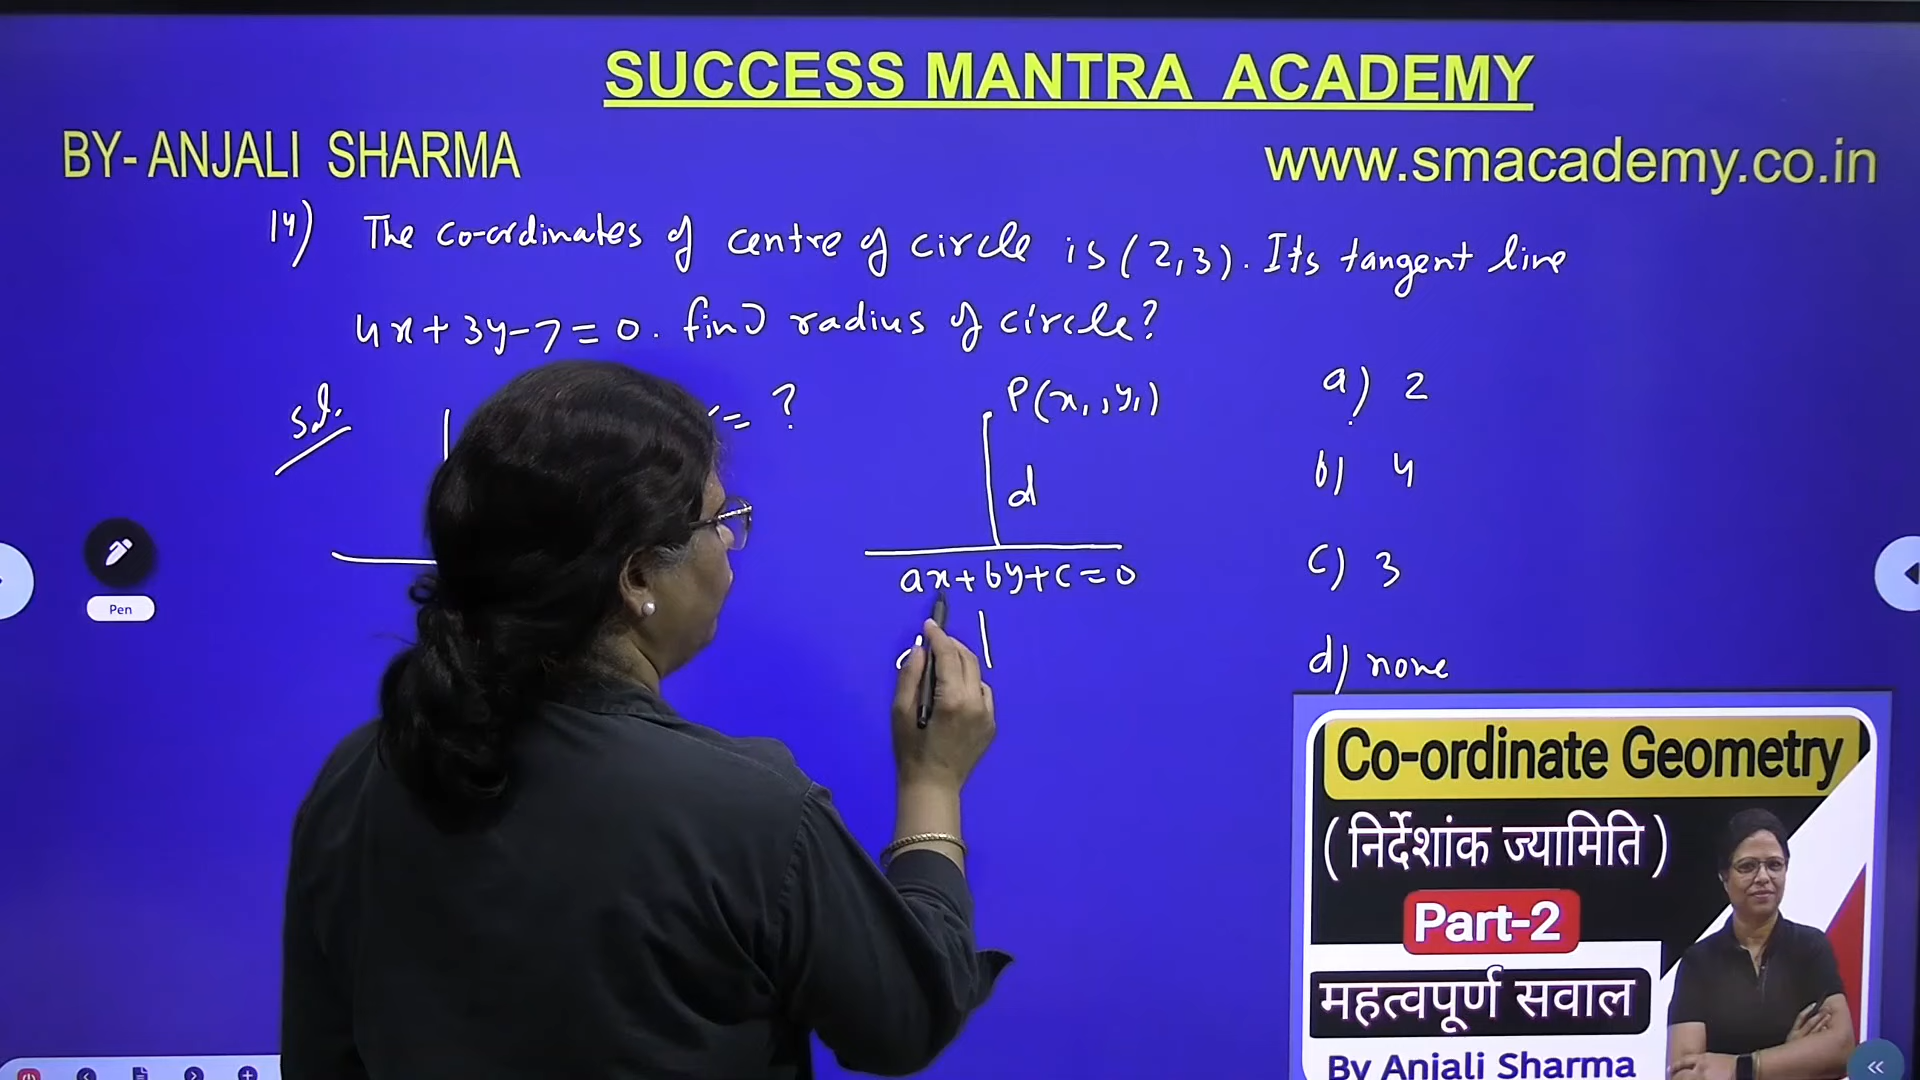 SUCCESS MANTRA ACADEMY
BY- ANJALI SHARMA
www.smacademy.co.in
14) The co-ordinates of centre of circle is (2,3). Its tangent line
4x+3y-7=0. find radius of circle?
Sol.
= ?
P(x₁,y₁)
d
ax+by+c=0
a) 2
b) 4
c) 3
d) none
Pen
Co-ordinate Geometry
( निर्देशांक ज्यामिति )
Part-2
महत्वपूर्ण सवाल
By Anjali Sharma